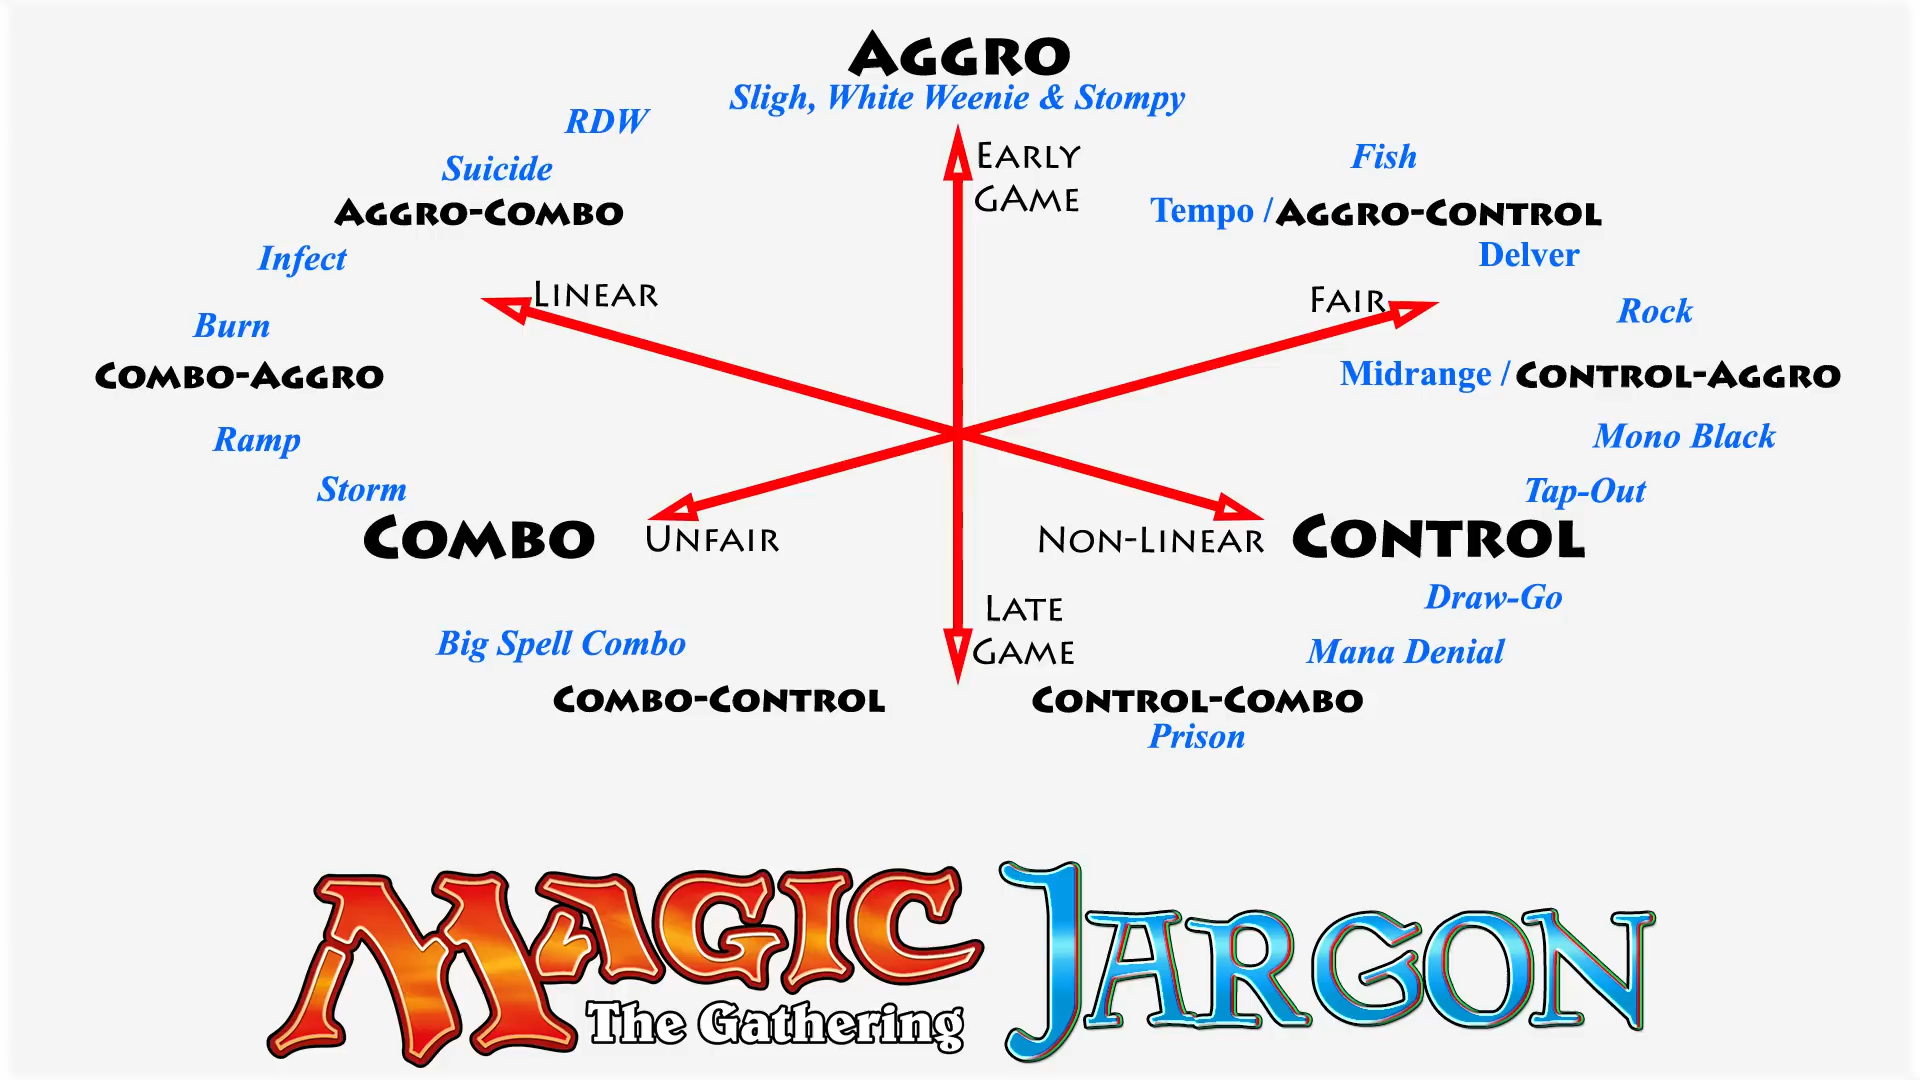 AGGRO
Sligh, White Weenie & Stompy
RDW
EARLY
GAME
Fish
Suicide
AGGRO-COMBO
Tempo / AGGRO-CONTROL
Infect
Delver
LINEAR
FAIR
Rock
Burn
COMBO-AGGRO
Midrange / CONTROL-AGGRO
Ramp
Mono Black
Storm
Tap-Out
COMBO
UNFAIR
NON-LINEAR
CONTROL
LATE
GAME
Draw-Go
Big Spell Combo
Mana Denial
COMBO-CONTROL
CONTROL-COMBO
Prison
MAGIC
The Gathering
JARGON